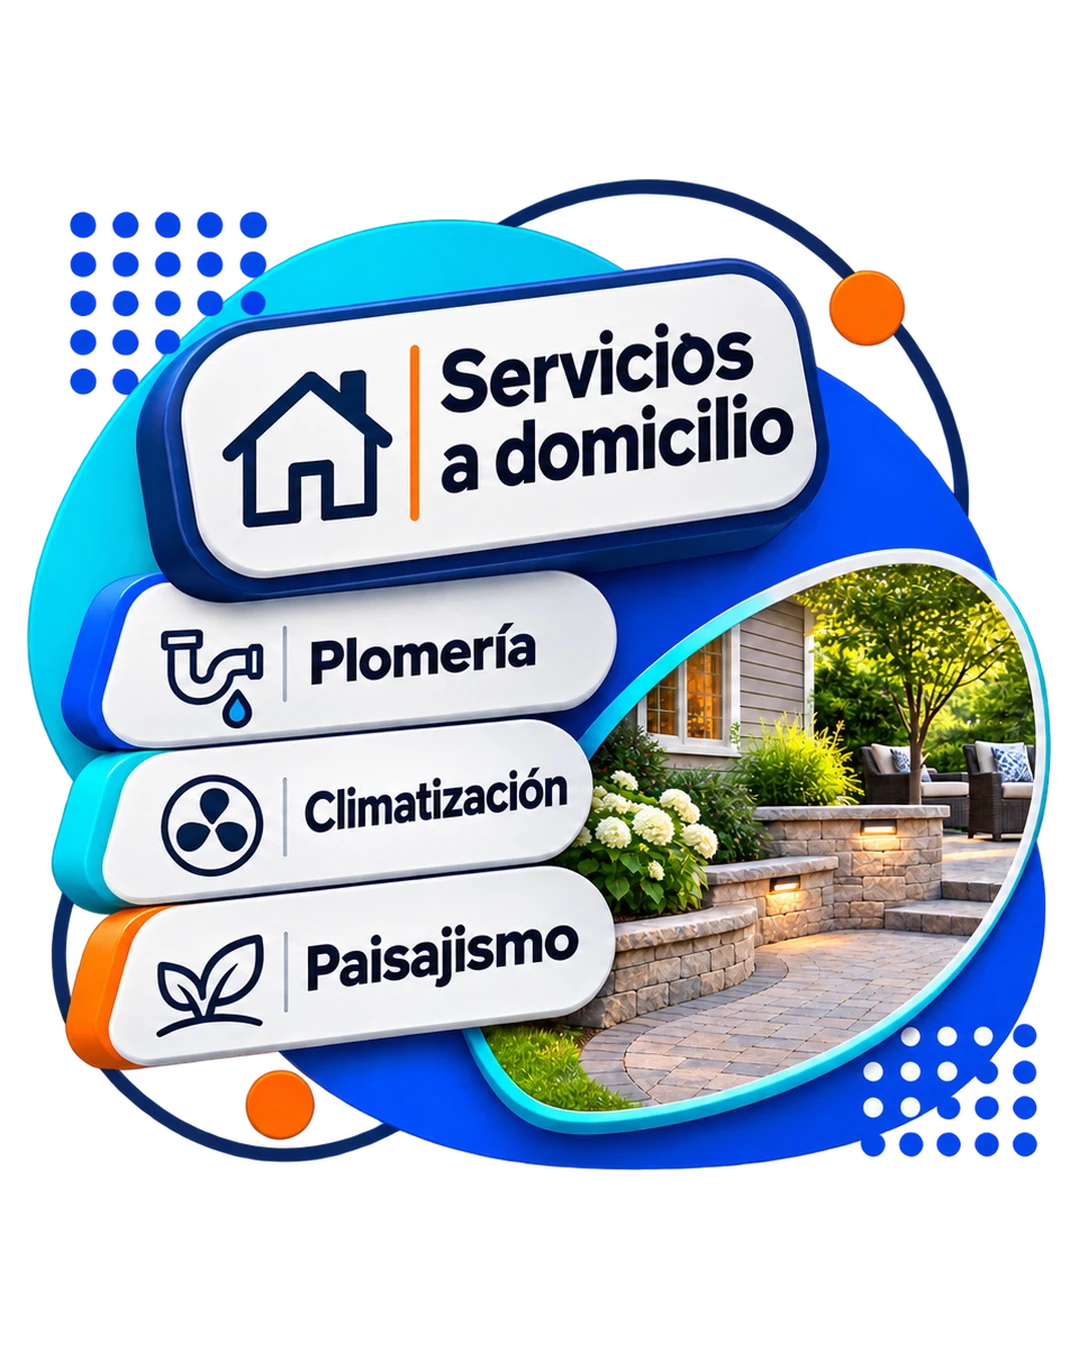 Servicios
a domicilio
Plomería
Climatización
Paisajismo